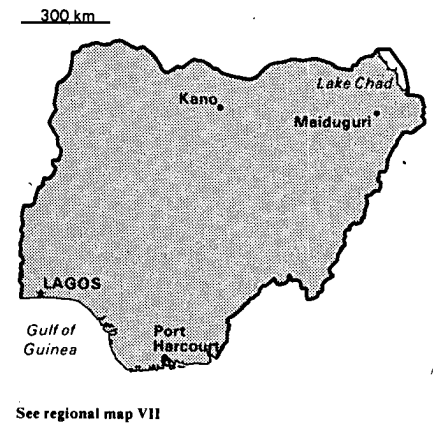 300 km
Lake Chad
Kano
Maiduguri
LAGOS
Gulf of
Guinea
Port
Harcourt
See regional map VII